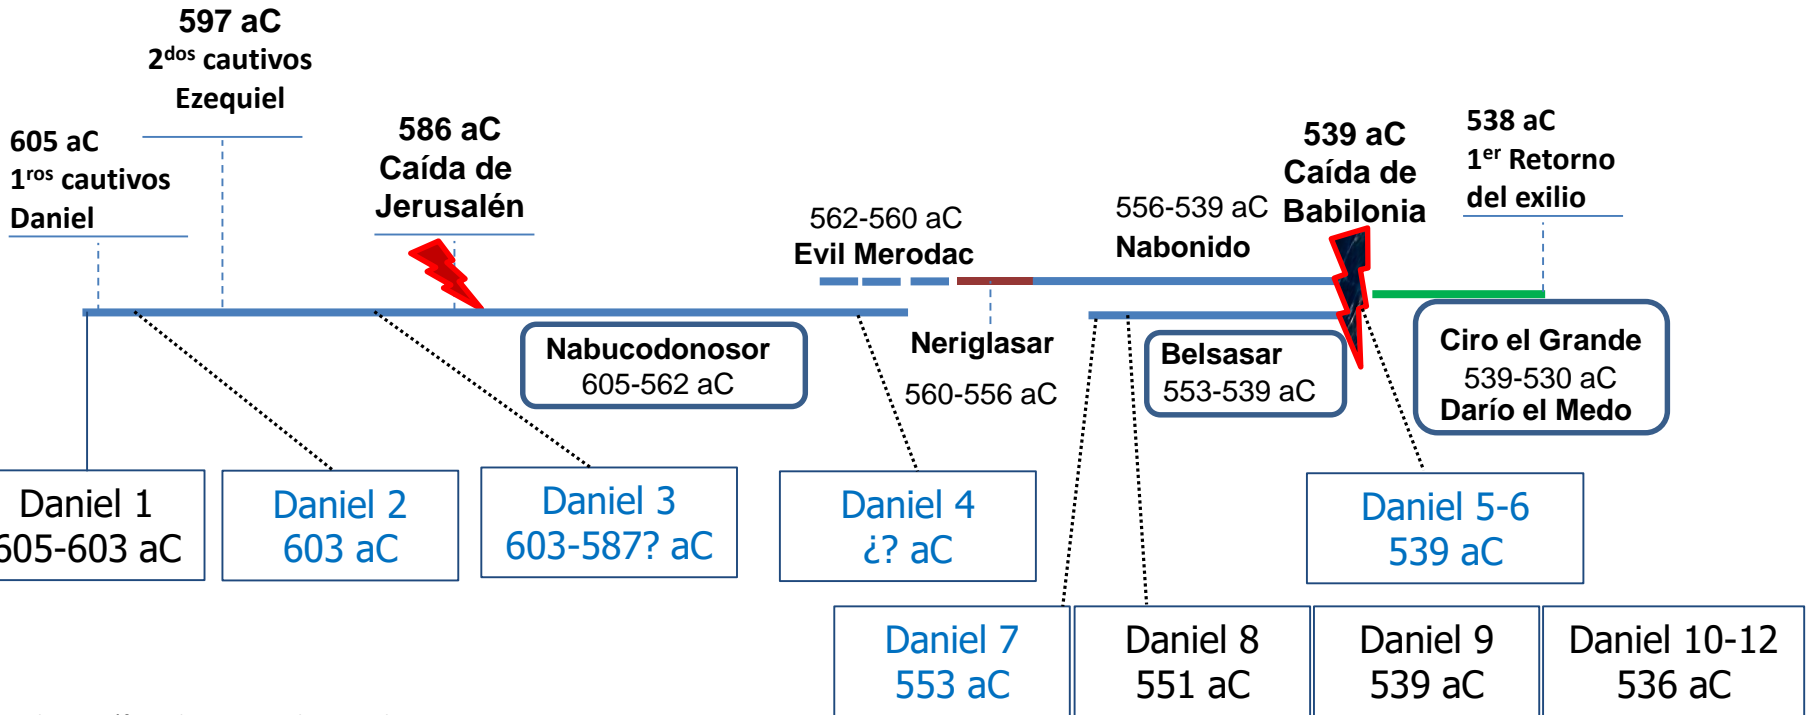 597 aC
2dos cautivos
Ezequiel
605 aC
1ros cautivos
Daniel
586 aC
Caída de
Jerusalén
562-560 aC
Evil Merodac
556-539 aC
Nabonido
539 aC
Caída de
Babilonia
538 aC
1er Retorno
del exilio
Nabucodonosor
605-562 aC
Neriglasar
560-556 aC
Belsasar
553-539 aC
Ciro el Grande
539-530 aC
Darío el Medo
Daniel 1
605-603 aC
Daniel 2
603 aC
Daniel 3
603-587? aC
Daniel 4
¿? aC
Daniel 5-6
539 aC
Daniel 7
553 aC
Daniel 8
551 aC
Daniel 9
539 aC
Daniel 10-12
536 aC